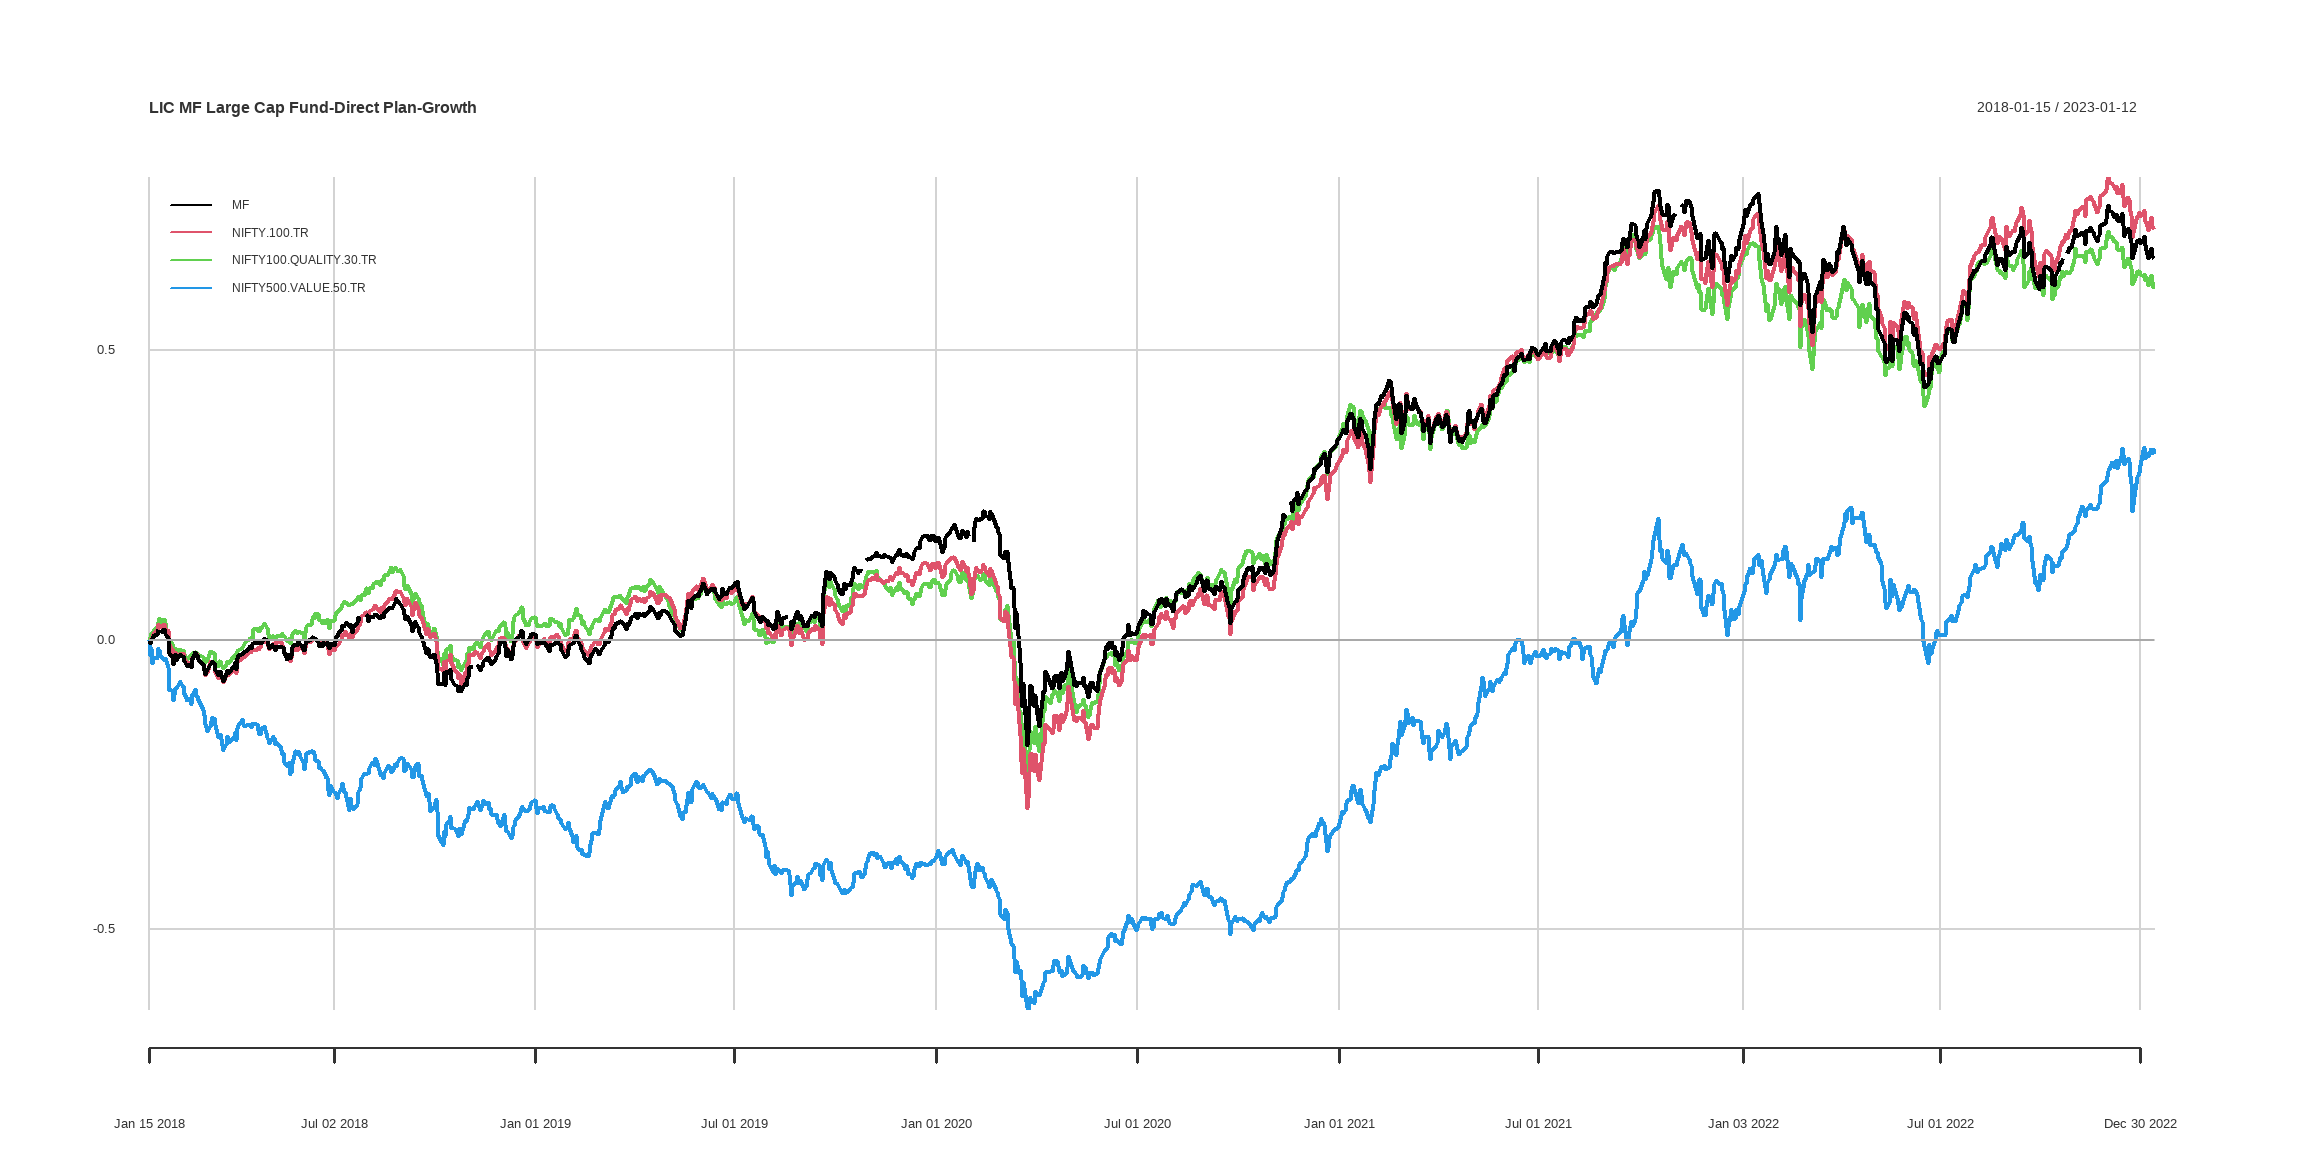 LIC MF Large Cap Fund-Direct Plan-Growth
2018-01-15 / 2023-01-12
MF
NIFTY.100.TR
NIFTY100.QUALITY.30.TR
NIFTY500.VALUE.50.TR
0.5
0.0
-0.5
Jan 15 2018
Jul 02 2018
Jan 01 2019
Jul 01 2019
Jan 01 2020
Jul 01 2020
Jan 01 2021
Jul 01 2021
Jan 03 2022
Jul 01 2022
Dec 30 2022